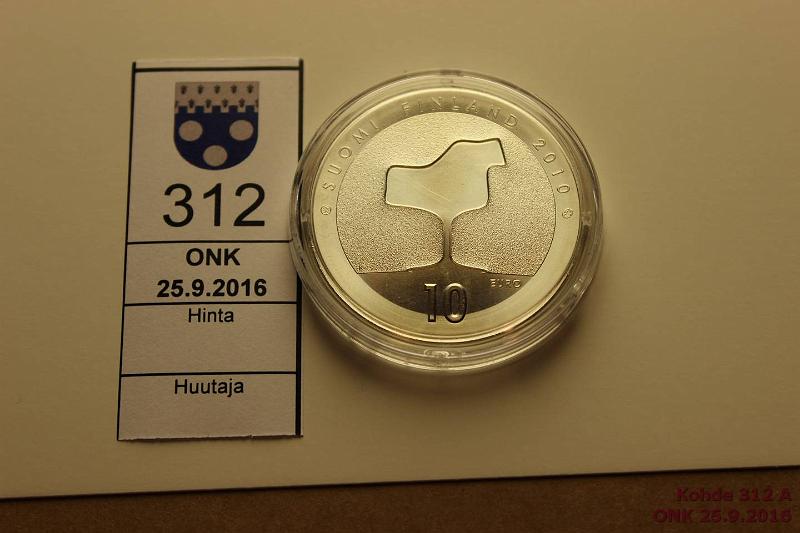 312
ONK
25.9.2016
Hinta
Huutaja
SUOMI FINLAND 2010
EURO
10
Kohde 312 A
ONK 25.9.2016